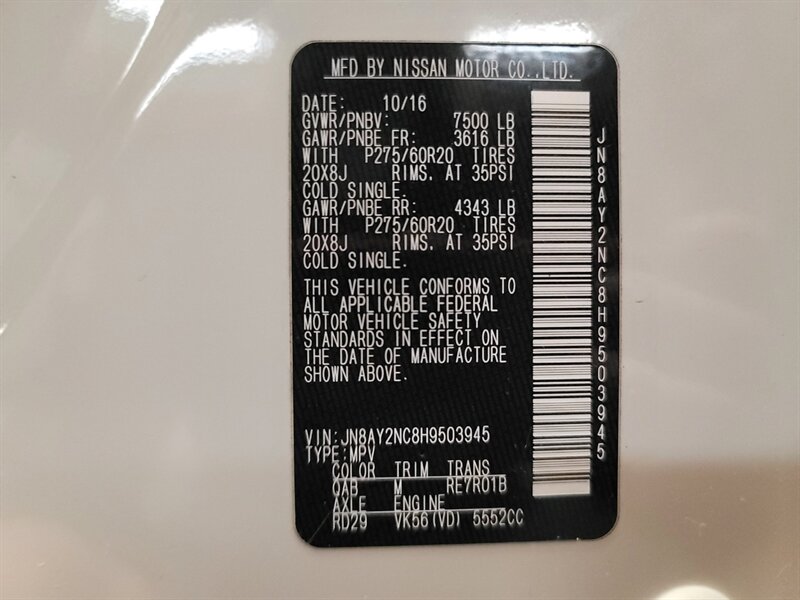 MFD BY NISSAN MOTOR CO.,LTD.
DATE: 10/16
GVWR/PNBV: 7500 LB
GAWR/PNBE FR: 3616 LB
WITH P275/60R20 TIRES
20X8J RIMS. AT 35PSI
COLD SINGLE.
GAWR/PNBE RR: 4343 LB
WITH P275/60R20 TIRES
20X8J RIMS. AT 35PSI
COLD SINGLE.
THIS VEHICLE CONFORMS TO
ALL APPLICABLE FEDERAL
MOTOR VEHICLE SAFETY
STANDARDS IN EFFECT ON
THE DATE OF MANUFACTURE
SHOWN ABOVE.
VIN:JN8AY2NC8H9503945
TYPE:MPV
COLOR TRIM TRANS
QAB M RE7R01B
AXLE ENGINE
RD29 VK56(VD) 5552CC
JN8AY2NC8H9503945